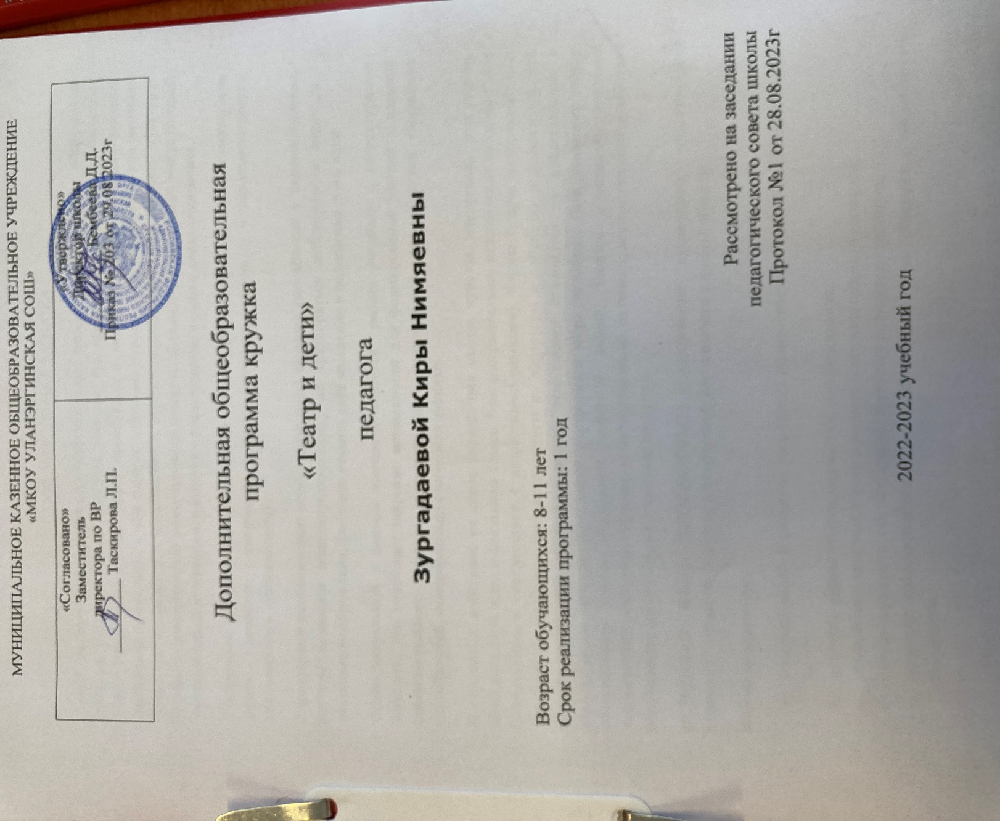 МУНИЦИПАЛЬНОЕ КАЗЕННОЕ ОБЩЕОБРАЗОВАТЕЛЬНОЕ УЧРЕЖДЕНИЕ
«МКОУ УЛАНЭРГИНСКАЯ СОШ»
«Согласовано»
Заместитель
директора по ВР
Таскирова Л.П.
«Утверждено»
Директор школы
Бембеева Д.Д.
Приказ № 203 от 29.08.2023г
Дополнительная общеобразовательная
программа кружка
«Театр и дети»
педагога
Зургадаевой Киры Нимяевны
Возраст обучающихся: 8-11 лет
Срок реализации программы: 1 год
Рассмотрено на заседании
педагогического совета школы
Протокол №1 от 28.08.2023г
2022-2023 учебный год